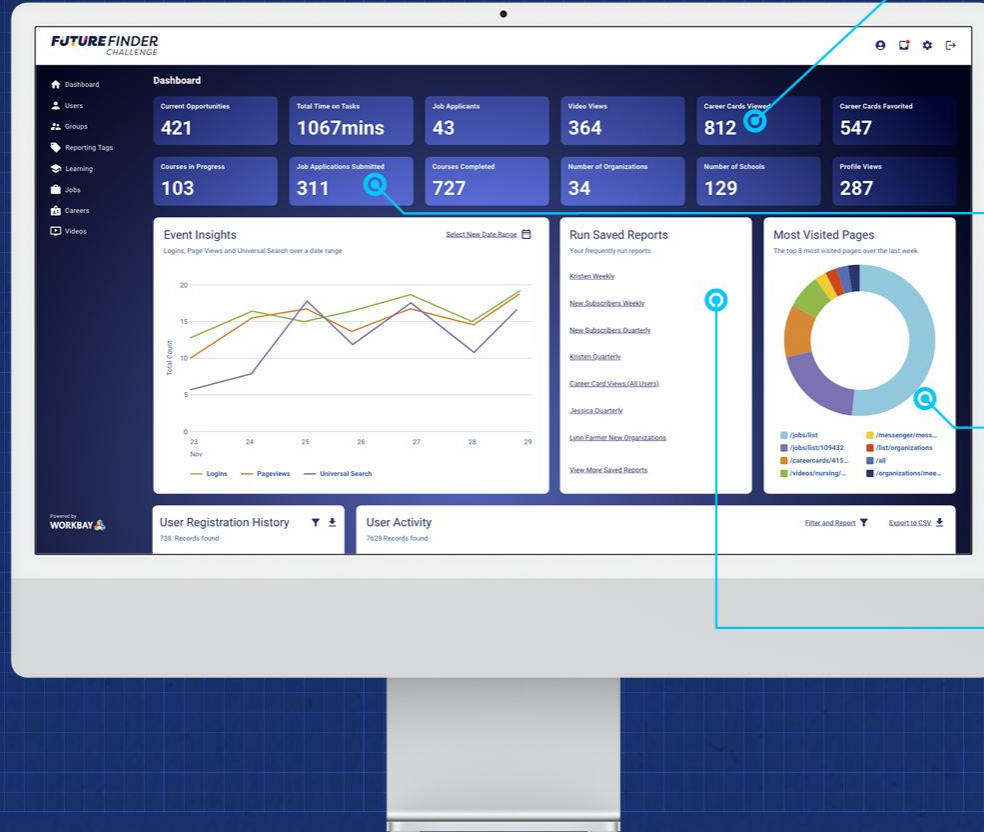 FUTUREFINDER
CHALLENGE
Dashboard
Users
Groups
Reporting Tags
Learning
Jobs
Careers
Videos
Powered by
WORKBAY
Dashboard
Current Opportunities
421
Total Time on Tasks
1067mins
Job Applicants
43
Video Views
364
Career Cards Viewed
812
Career Cards Favorited
547
Courses in Progress
103
Job Applications Submitted
311
Courses Completed
727
Number of Organizations
34
Number of Schools
129
Profile Views
287
Event Insights
Select New Date Range
Logins, Page Views and Universal Search over a date range
Total Count
20
15
10
5
0
23 24 25 26 27 28 29
Nov
Logins Pageviews Universal Search
Run Saved Reports
Your frequently run reports
Kristen Weekly
New Subscribers Weekly
New Subscribers Quarterly
Kristen Quarterly
Career Card Views (All Users)
Jessica Quarterly
Lynn Farmer New Organizations
View More Saved Reports
Most Visited Pages
The top 8 most visited pages over the last week
/jobs/list
/jobs/list/109432
/careercards/415...
/videos/nursing/...
/messenger/mess...
/list/organizations
/all
/organizations/mee...
User Registration History
738 Records found
User Activity
7628 Records found
Filter and Report
Export to CSV